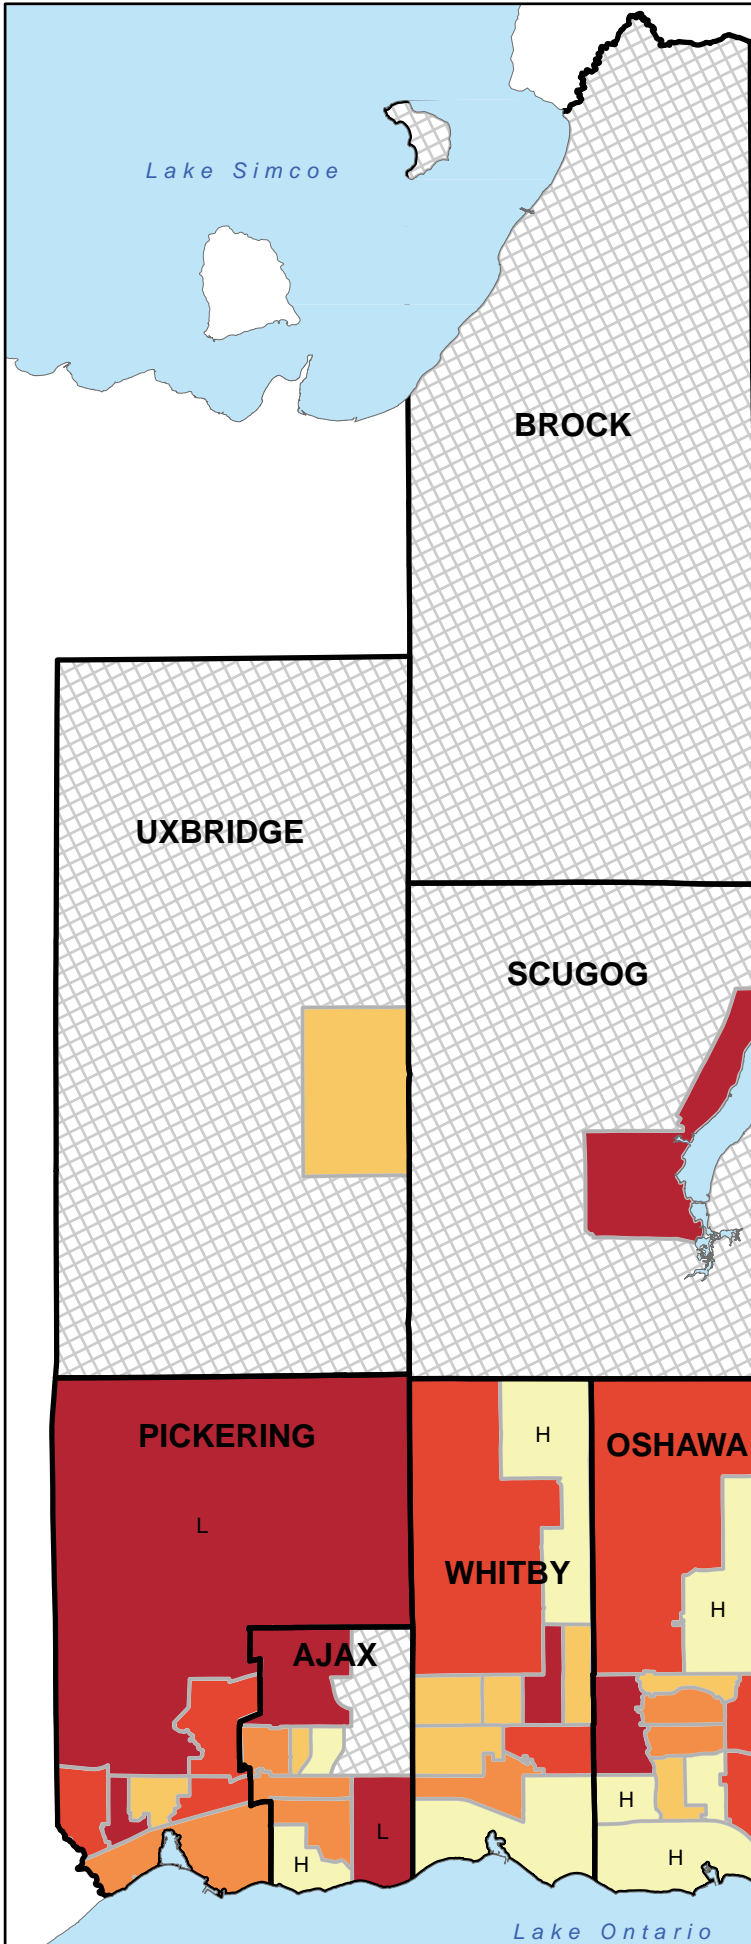 Lake Simcoe
BROCK
UXBRIDGE
SCUGOG
PICKERING
H
OSHAWA
L
WHITBY
H
AJAX
H
L
H
H
Lake Ontario